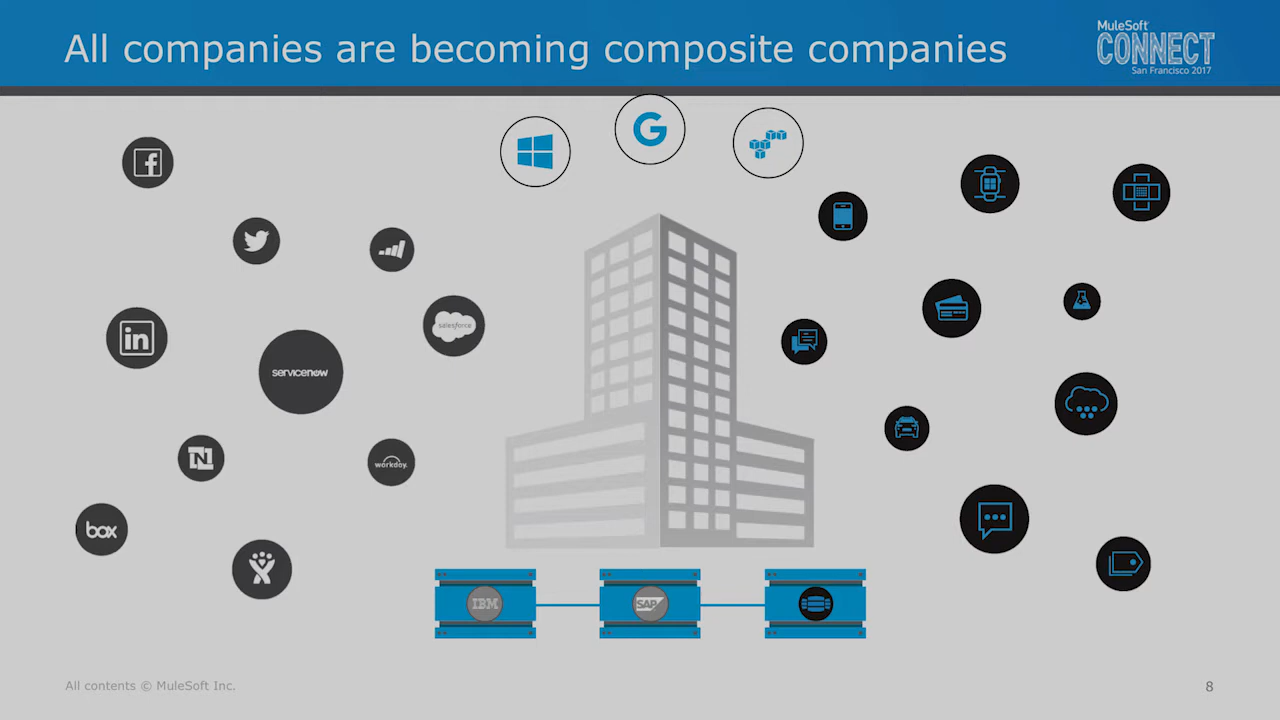 All companies are becoming composite companies
MuleSoft
CONNECT
San Francisco 2017
salesforce
in
servicenow
N
workday.
box
IBM
SAP
All contents © MuleSoft Inc.
8